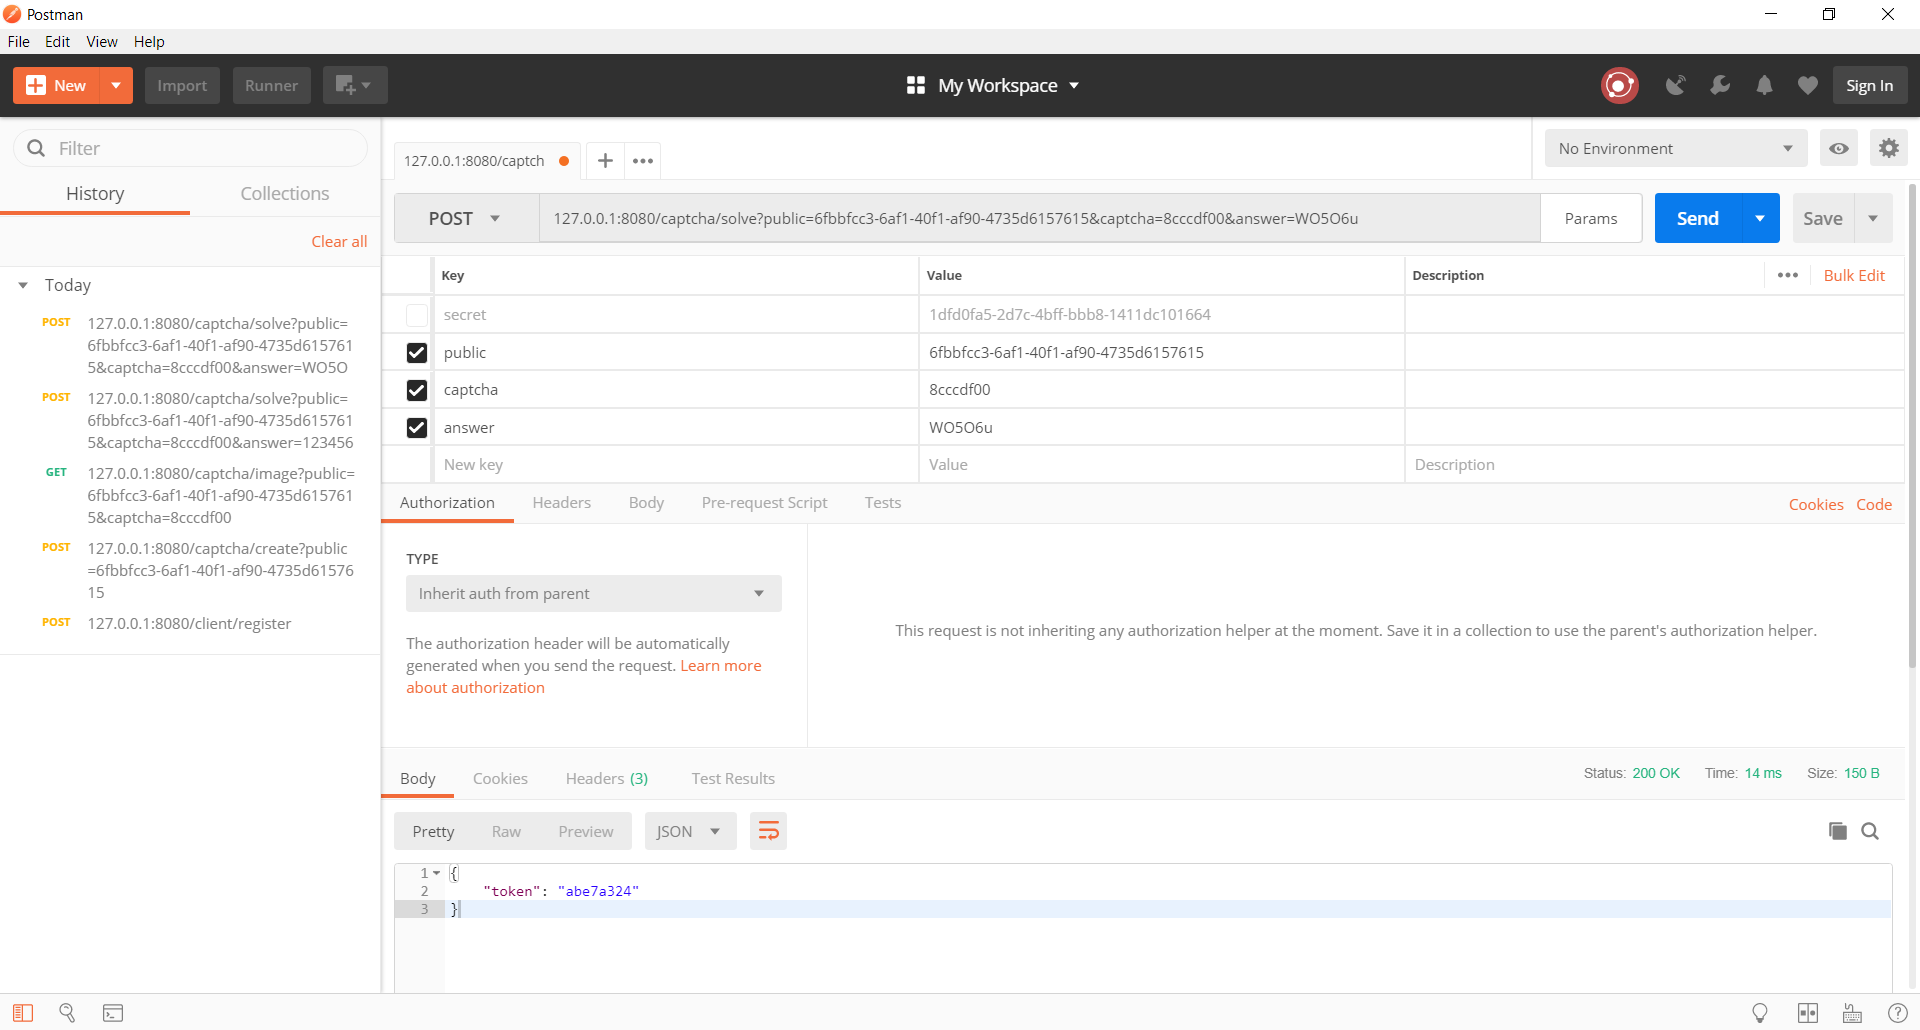 Postman
File Edit View Help
New Import Runner My Workspace Sign In
Filter
History Collections
Clear all
Today
POST 127.0.0.1:8080/captcha/solve?public=
6fbbfcc3-6af1-40f1-af90-4735d615761
5&captcha=8cccdf00&answer=WO5O
POST 127.0.0.1:8080/captcha/solve?public=
6fbbfcc3-6af1-40f1-af90-4735d615761
5&captcha=8cccdf00&answer=123456
GET 127.0.0.1:8080/captcha/image?public=
6fbbfcc3-6af1-40f1-af90-4735d615761
5&captcha=8cccdf00
POST 127.0.0.1:8080/captcha/create?public
=6fbbfcc3-6af1-40f1-af90-4735d61576
15
POST 127.0.0.1:8080/client/register
127.0.0.1:8080/captch
No Environment
POST 127.0.0.1:8080/captcha/solve?public=6fbbfcc3-6af1-40f1-af90-4735d6157615&captcha=8cccdf00&answer=WO5O6u Params Send Save
Key Value Description Bulk Edit
secret 1dfd0fa5-2d7c-4bff-bbb8-1411dc101664
public 6fbbfcc3-6af1-40f1-af90-4735d6157615
captcha 8cccdf00
answer WO5O6u
New key Value Description
Authorization Headers Body Pre-request Script Tests Cookies Code
TYPE
Inherit auth from parent
The authorization header will be automatically
generated when you send the request. Learn more
about authorization
This request is not inheriting any authorization helper at the moment. Save it in a collection to use the parent's authorization helper.
Body Cookies Headers (3) Test Results Status: 200 OK Time: 14 ms Size: 150 B
Pretty Raw Preview JSON
1 {
2 "token": "abe7a324"
3 }